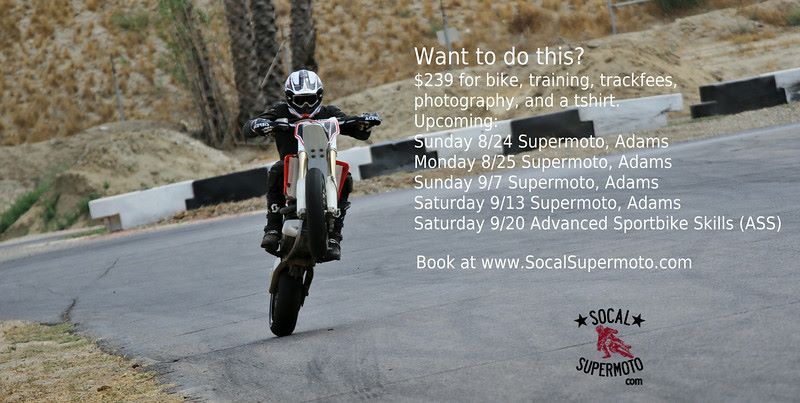 Want to do this?
$239 for bike, training, trackfees,
photography, and a tshirt.
Upcoming:
Sunday 8/24 Supermoto, Adams
Monday 8/25 Supermoto, Adams
Sunday 9/7 Supermoto, Adams
Saturday 9/13 Supermoto, Adams
Saturday 9/20 Advanced Sportbike Skills (ASS)
Book at www.SocalSupermoto.com
SOCAL
SUPERMOTO
com